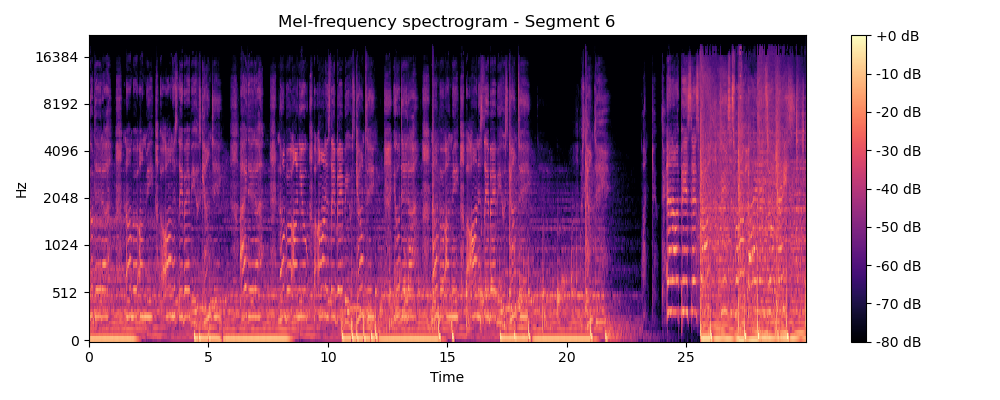 Mel-frequency spectrogram - Segment 6
Hz
16384
8192
4096
2048
1024
512
0
0 5 10 15 20 25
Time
+0 dB
-10 dB
-20 dB
-30 dB
-40 dB
-50 dB
-60 dB
-70 dB
-80 dB